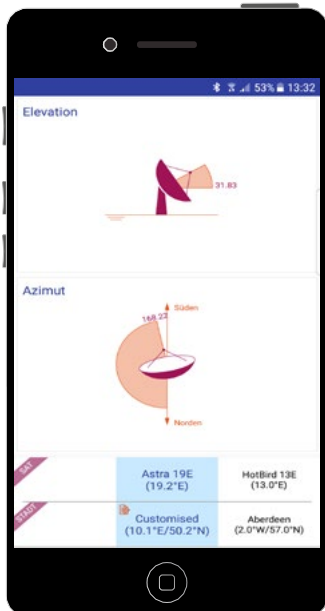 53% 13:32
Elevation
31.83
Azimut
168.22
Süden
Norden
SAT
Astra 19E
(19.2°E)
HotBird 13E
(13.0°E)
STADT
Customised
(10.1°E/50.2°N)
Aberdeen
(2.0°W/57.0°N)